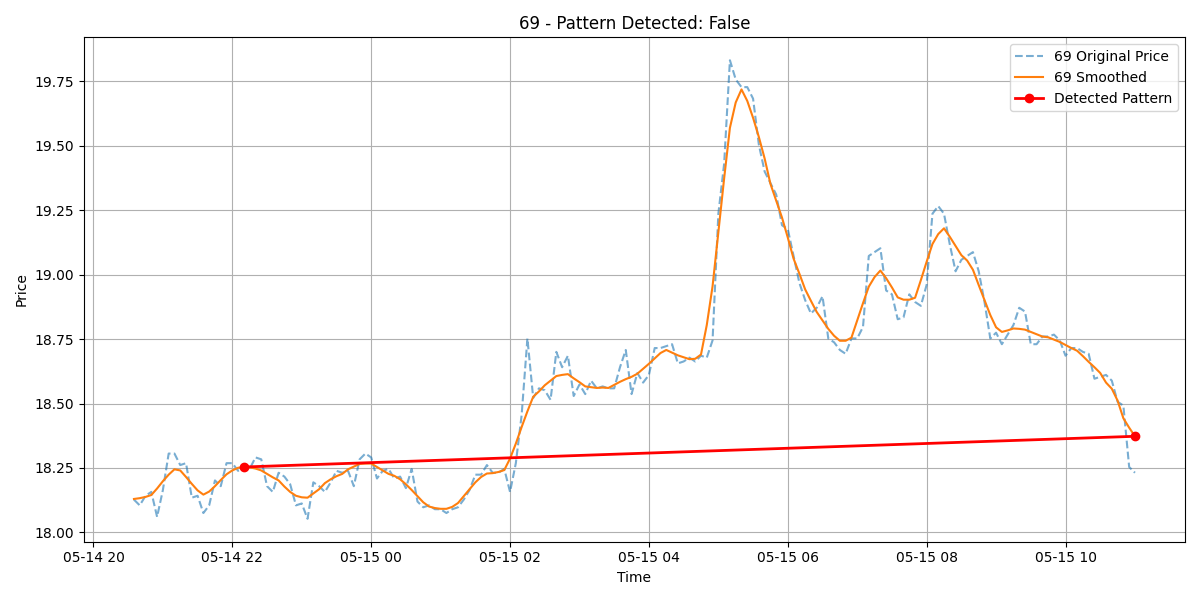 69 - Pattern Detected: False
69 Original Price
69 Smoothed
Detected Pattern
Price
19.75
19.50
19.25
19.00
18.75
18.50
18.25
18.00
05-14 20 05-14 22 05-15 00 05-15 02 05-15 04 05-15 06 05-15 08 05-15 10
Time